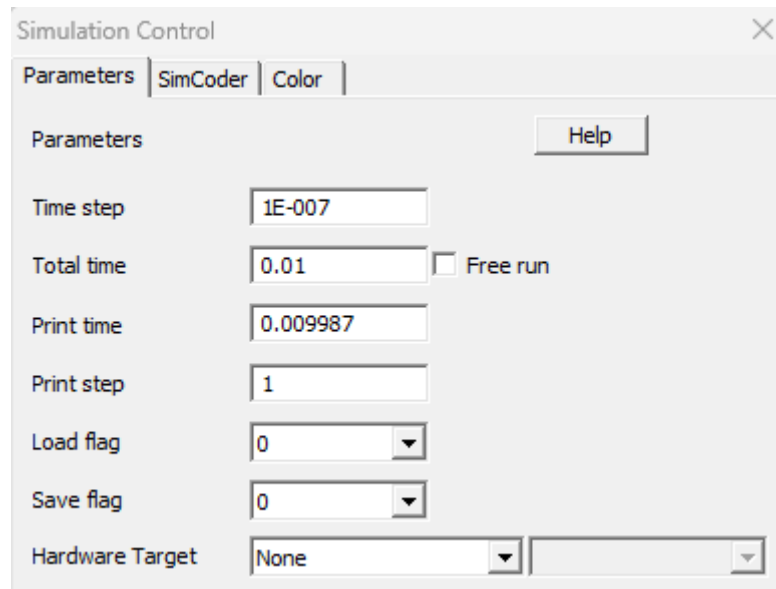 Simulation Control
Parameters SimCoder Color
Parameters Help
Time step 1E-007
Total time 0.01 Free run
Print time 0.009987
Print step 1
Load flag 0
Save flag 0
Hardware Target None